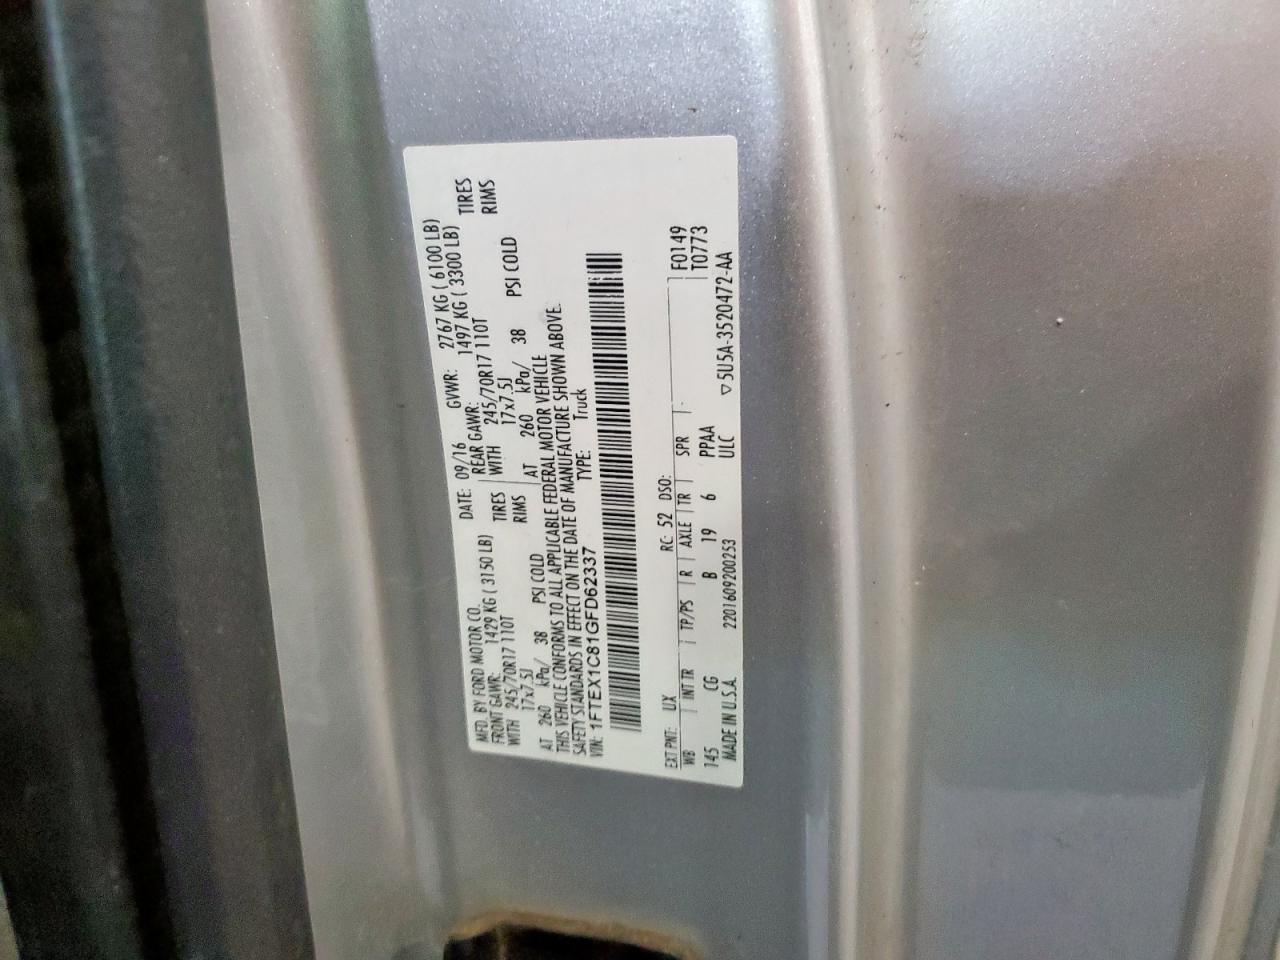 MFD. BY FORD MOTOR CO.
DATE: 09/16 GVWR: 2767 KG ( 6100 LB)
FRONT GAWR: 1429 KG ( 3150 LB) REAR GAWR: 1497 KG ( 3300 LB)
WITH 245/70R17 110T TIRES WITH 245/70R17 110T TIRES
17x7.5J RIMS 17x7.5J RIMS
AT 260 kPa/ 38 PSI COLD AT 260 kPa/ 38 PSI COLD
THIS VEHICLE CONFORMS TO ALL APPLICABLE FEDERAL MOTOR VEHICLE
SAFETY STANDARDS IN EFFECT ON THE DATE OF MANUFACTURE SHOWN ABOVE.
VIN: 1FTEX1C81GFD62337 TYPE: Truck
EXT PNT: UX RC: 52 DSO: F0149
WB INT TR TP/PS R AXLE TR SPR T0773
145 CG B 19 6 PPAA
MADE IN U.S.A. 2201609200253 ULC ▽5U5A-3520472-AA